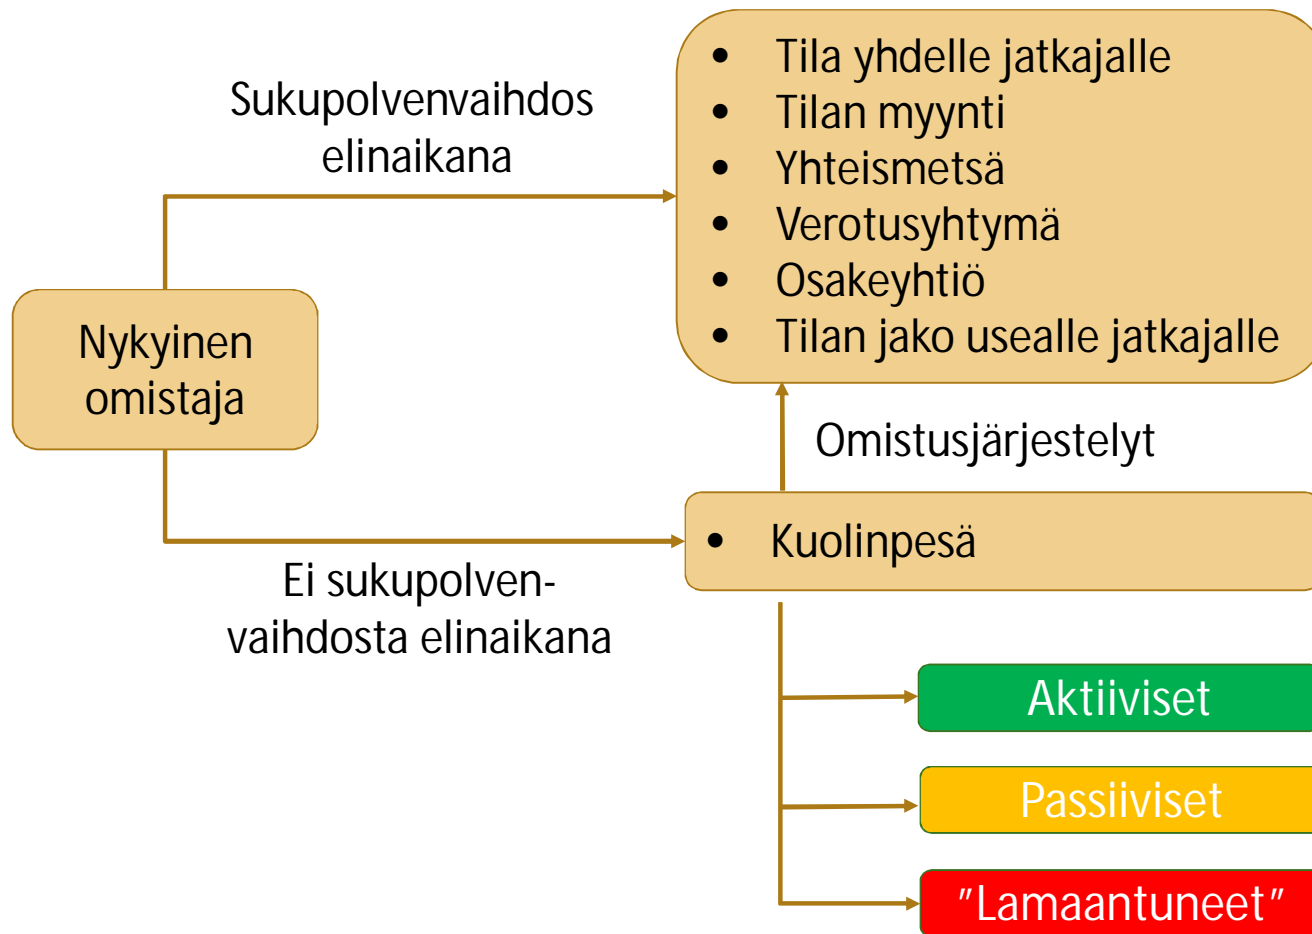 Sukupolvenvaihdos
elinaikana
• Tila yhdelle jatkajalle
• Tilan myynti
• Yhteismetsä
• Verotusyhtymä
• Osakeyhtiö
• Tilan jako usealle jatkajalle
Nykyinen
omistaja
Omistusjärjestelyt
• Kuolinpesä
Ei sukupolven-
vaihdosta elinaikana
Aktiiviset
Passiiviset
"Lamaantuneet"